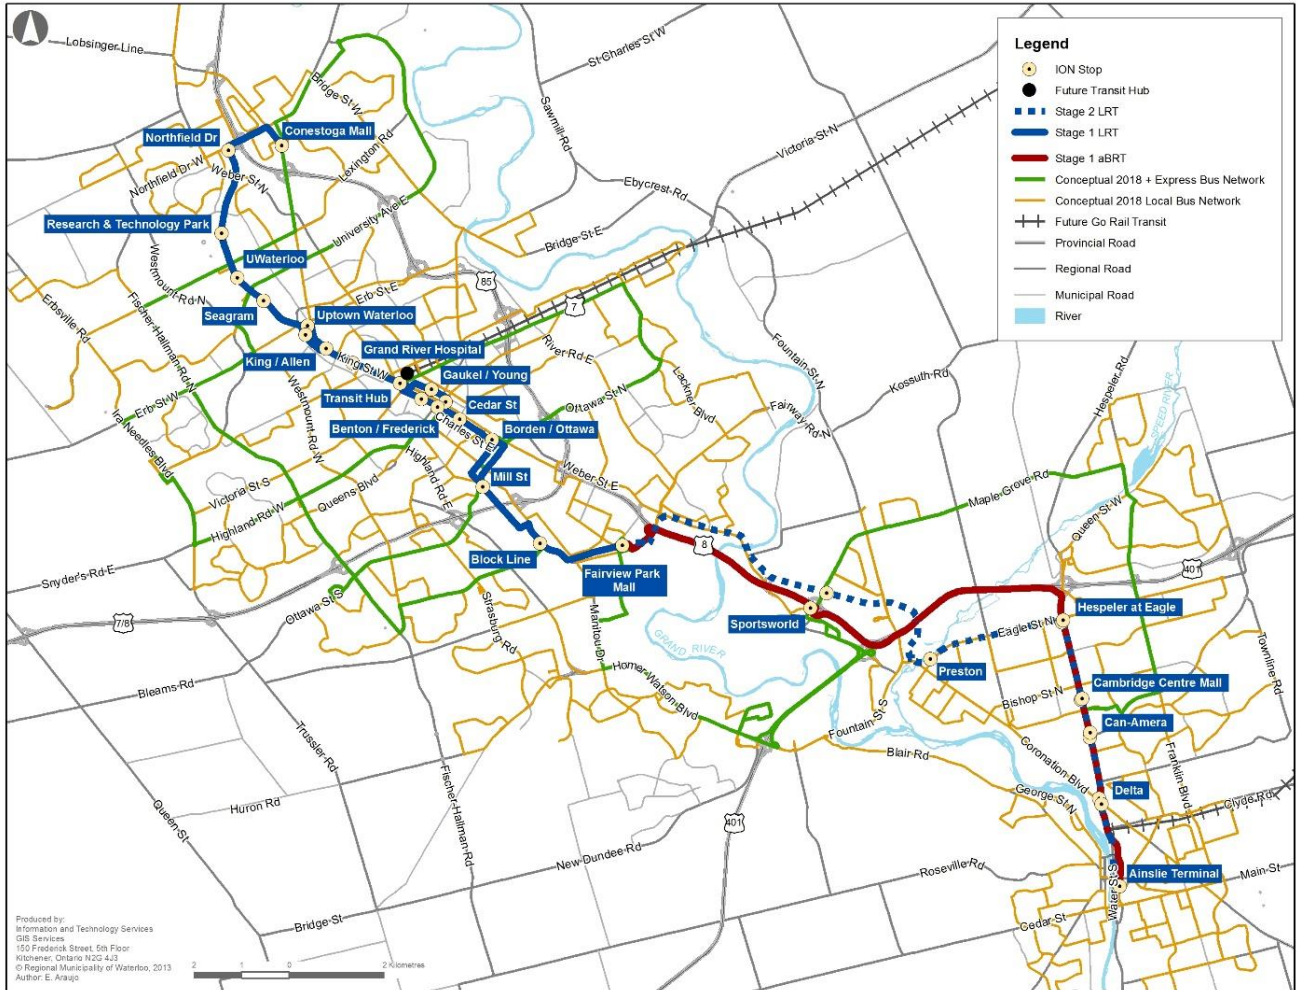 Legend
ION Stop
Future Transit Hub
Stage 2 LRT
Stage 1 LRT
Stage 1 aBRT
Conceptual 2018 + Express Bus Network
Conceptual 2018 Local Bus Network
Future Go Rail Transit
Provincial Road
Regional Road
Municipal Road
River
Lobsinger Line
Bridge St W
St Charles St W
Sawmill Rd
Victoria St N
Northfield Dr
Conestoga Mall
Lexington Rd
Northfield Dr W
Weber St N
Ebycrest Rd
Research & Technology Park
University Ave E
Bridge St E
Westmount Rd N
UWaterloo
85
Erbsville Rd
Fischer Hallman Rd N
Seagram
Erb St E
7
Uptown Waterloo
King / Allen
King St W
Grand River Hospital
River Rd E
Fountain St N
Hespeler Rd
SPEED RIVER
Gaukel / Young
Lackner Blvd
Kossuth Rd
Transit Hub
Cedar St
Ottawa St N
Fairway Rd N
Erb St W
Ira Needles Blvd
Westmount Rd W
Benton / Frederick
Charles St E
Borden / Ottawa
Highland Rd E
Weber St E
Mill St
Victoria St S
Queens Blvd
Highland Rd W
Maple Grove Rd
Queen St W
8
Block Line
Fairview Park
Mall
401
Snyder's Rd E
7/8
Ottawa St S
Strasburg Rd
Manitou Dr
Sportsworld
Hespeler at Eagle
Eagle St N
Townline Rd
GRAND RIVER
Preston
Bleams Rd
Homer Watson Blvd
Cambridge Centre Mall
Bishop St N
Can-Amera
Fountain St S
Blair Rd
Coronation Blvd
Franklin Blvd
Trussler Rd
Fischer Hallman Rd
Delta
George St N
Clyde Rd
Queen St
Huron Rd
401
New Dundee Rd
Roseville Rd
Ainslie Terminal
Main St
Water St S
Bridge St
Cedar St
Produced by:
Information and Technology Services
GIS Services
150 Frederick Street, 5th Floor
Kitchener, Ontario N2G 4J3
© Regional Municipality of Waterloo, 2013
Author: E. Araujo
2 1 0 2 Kilometres